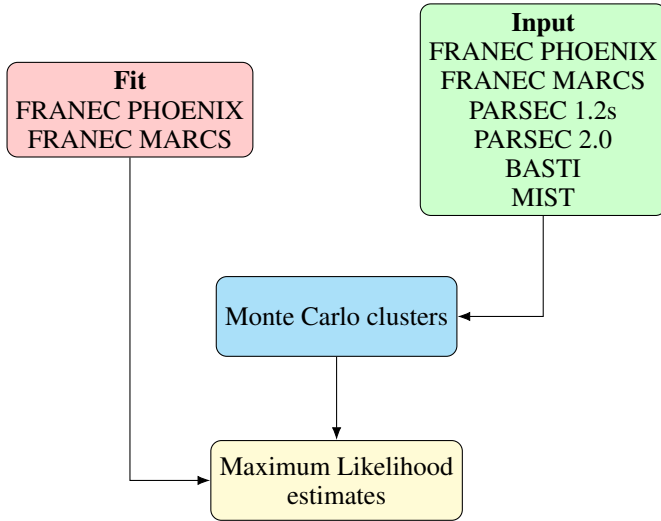 Fit
FRANEC PHOENIX
FRANEC MARCS
Input
FRANEC PHOENIX
FRANEC MARCS
PARSEC 1.2s
PARSEC 2.0
BASTI
MIST
Monte Carlo clusters
Maximum Likelihood
estimates